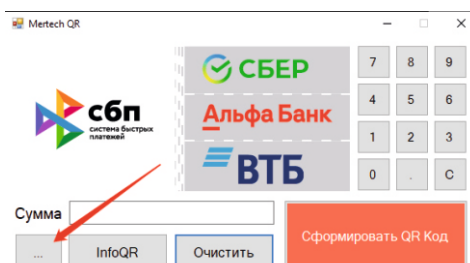 Mertech QR
сбп
система быстрых
платежей
СБЕР
Альфа Банк
ВТБ
7 8 9
4 5 6
1 2 3
0 . C
Сумма
... InfoQR Очистить
Сформировать QR Код